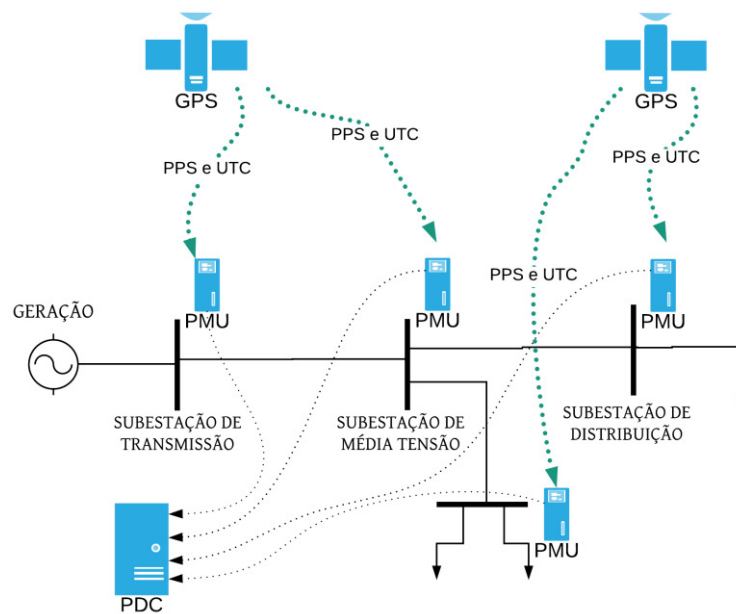 GPS
GPS
PPS e UTC
PPS e UTC
PPS e UTC
PPS e UTC
GERAÇÃO
PMU
PMU
PMU
SUBESTAÇÃO DE
TRANSMISSÃO
SUBESTAÇÃO DE
MÉDIA TENSÃO
SUBESTAÇÃO DE
DISTRIBUIÇÃO
PMU
PDC